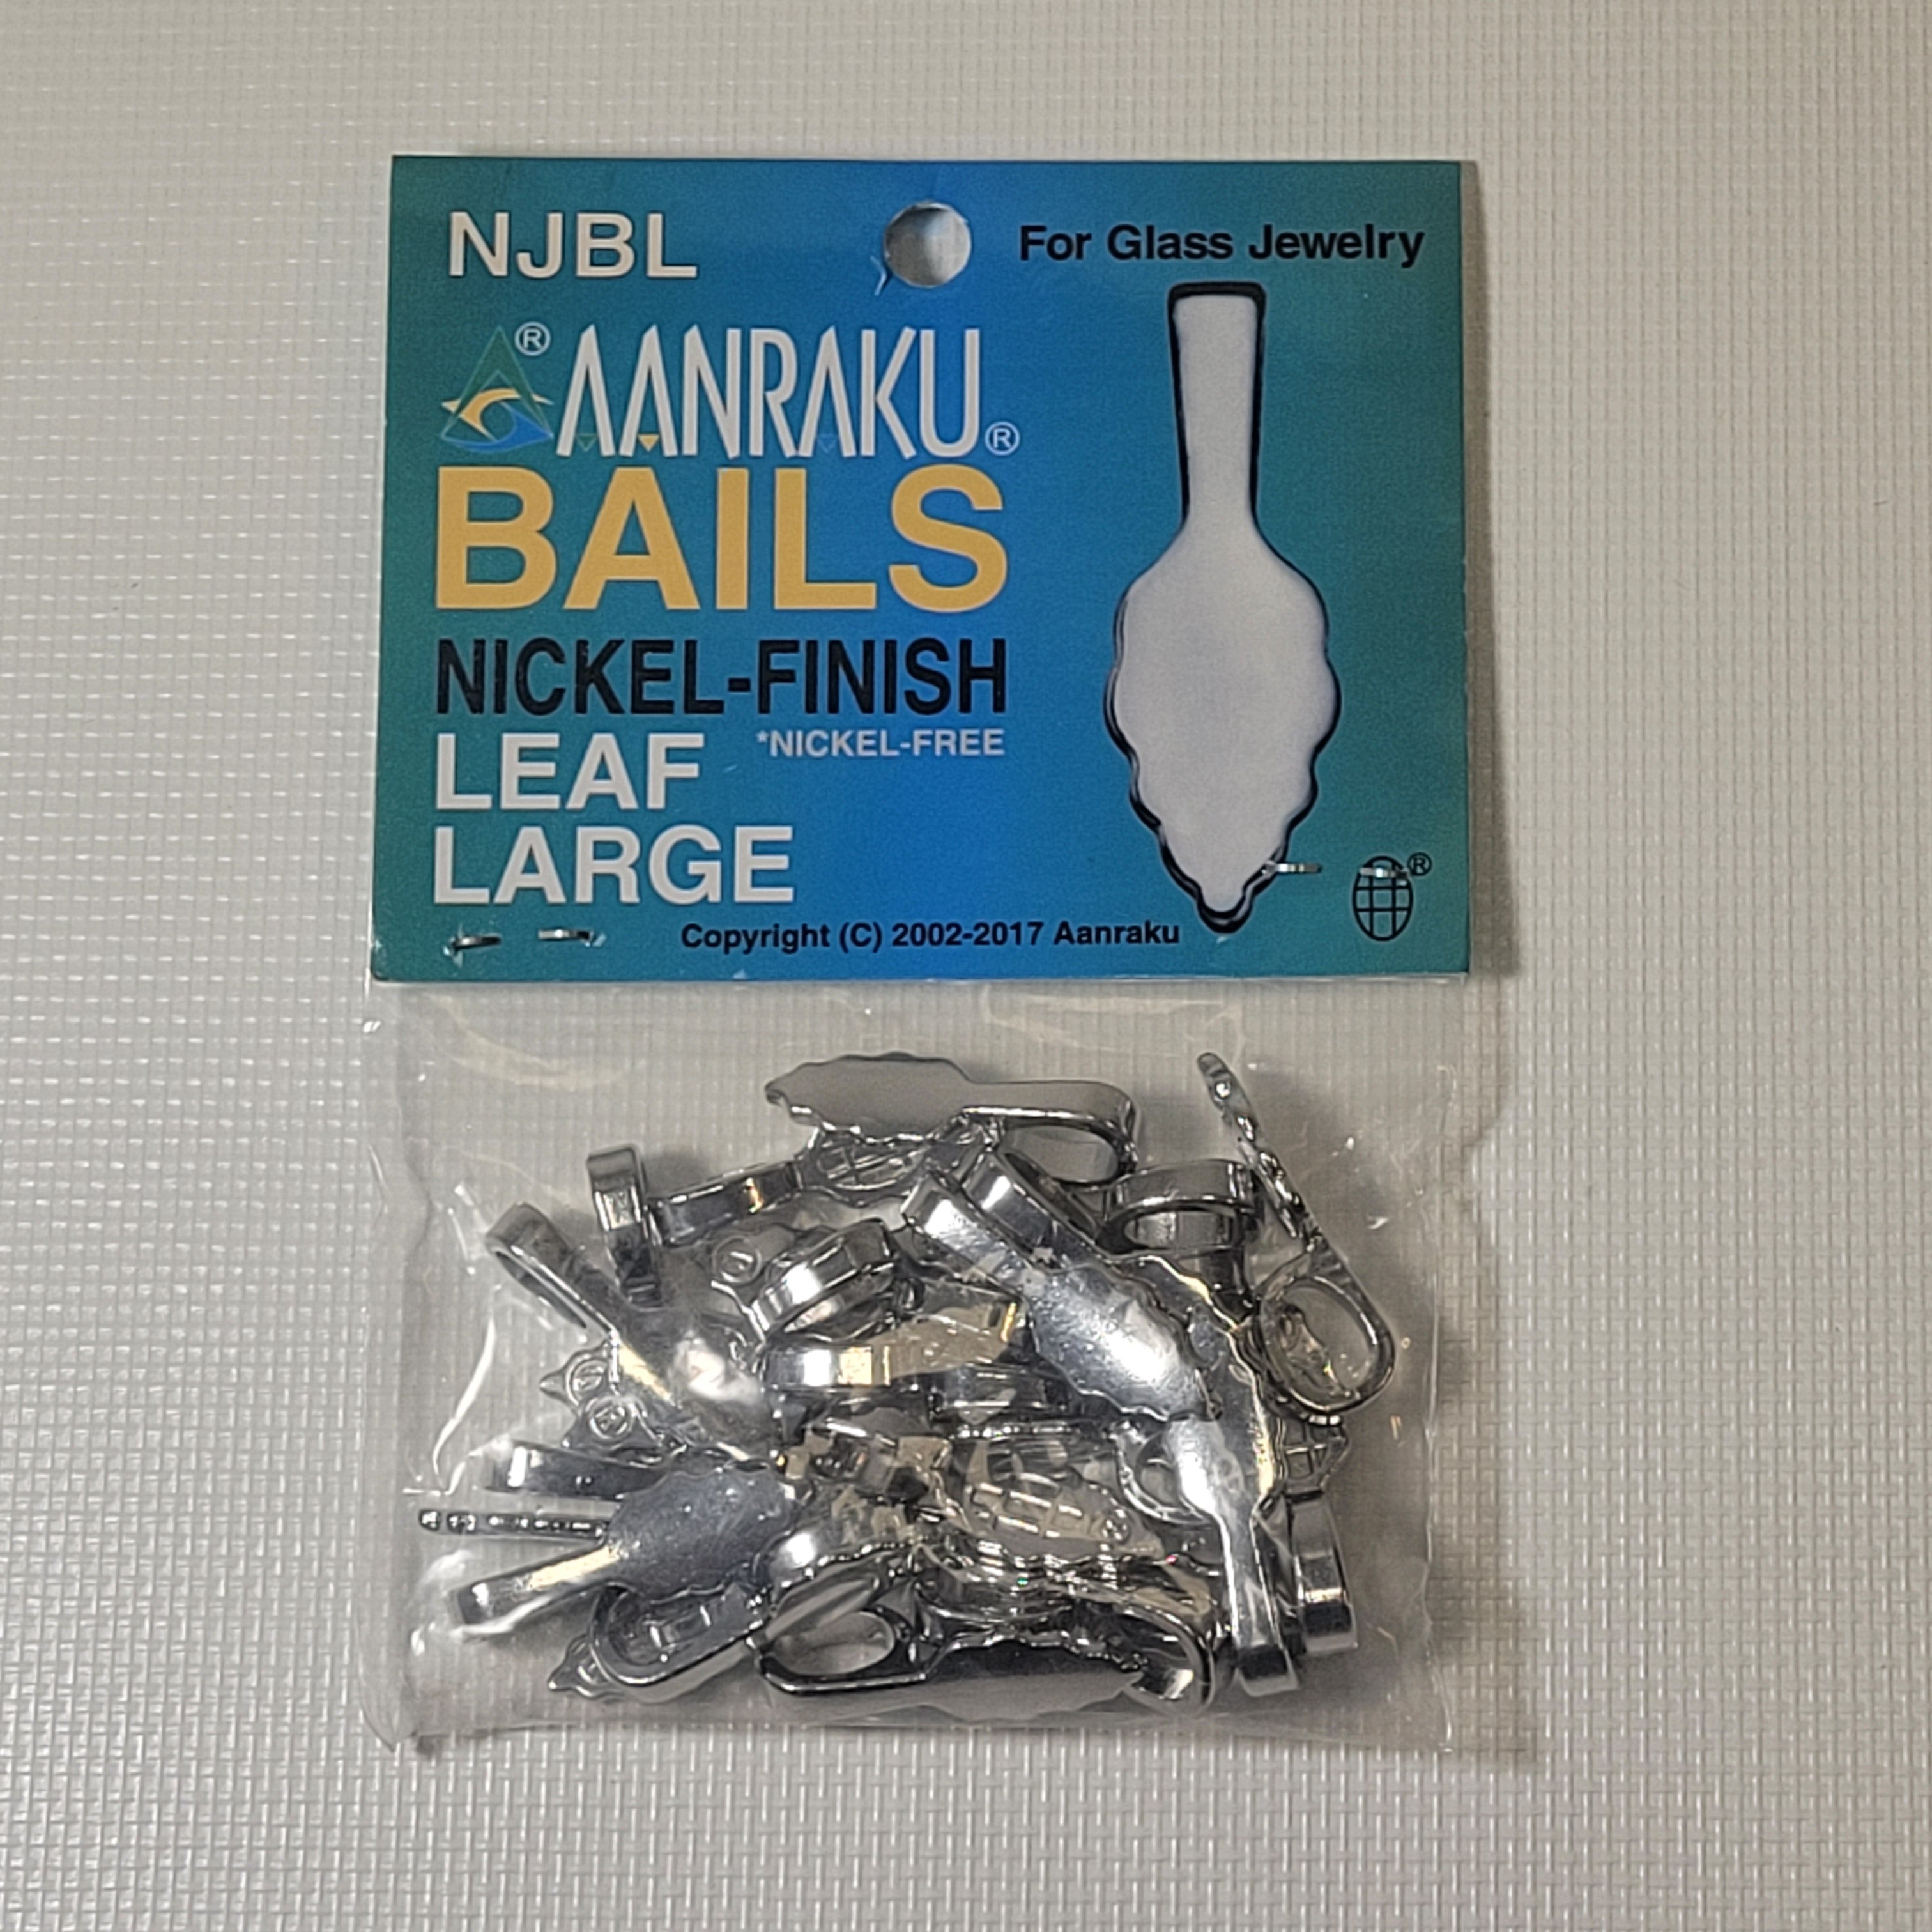 NJBL
For Glass Jewelry
® AANRAKU®
BAILS
NICKEL-FINISH
*NICKEL-FREE
LEAF
LARGE
®
Copyright (C) 2002-2017 Aanraku